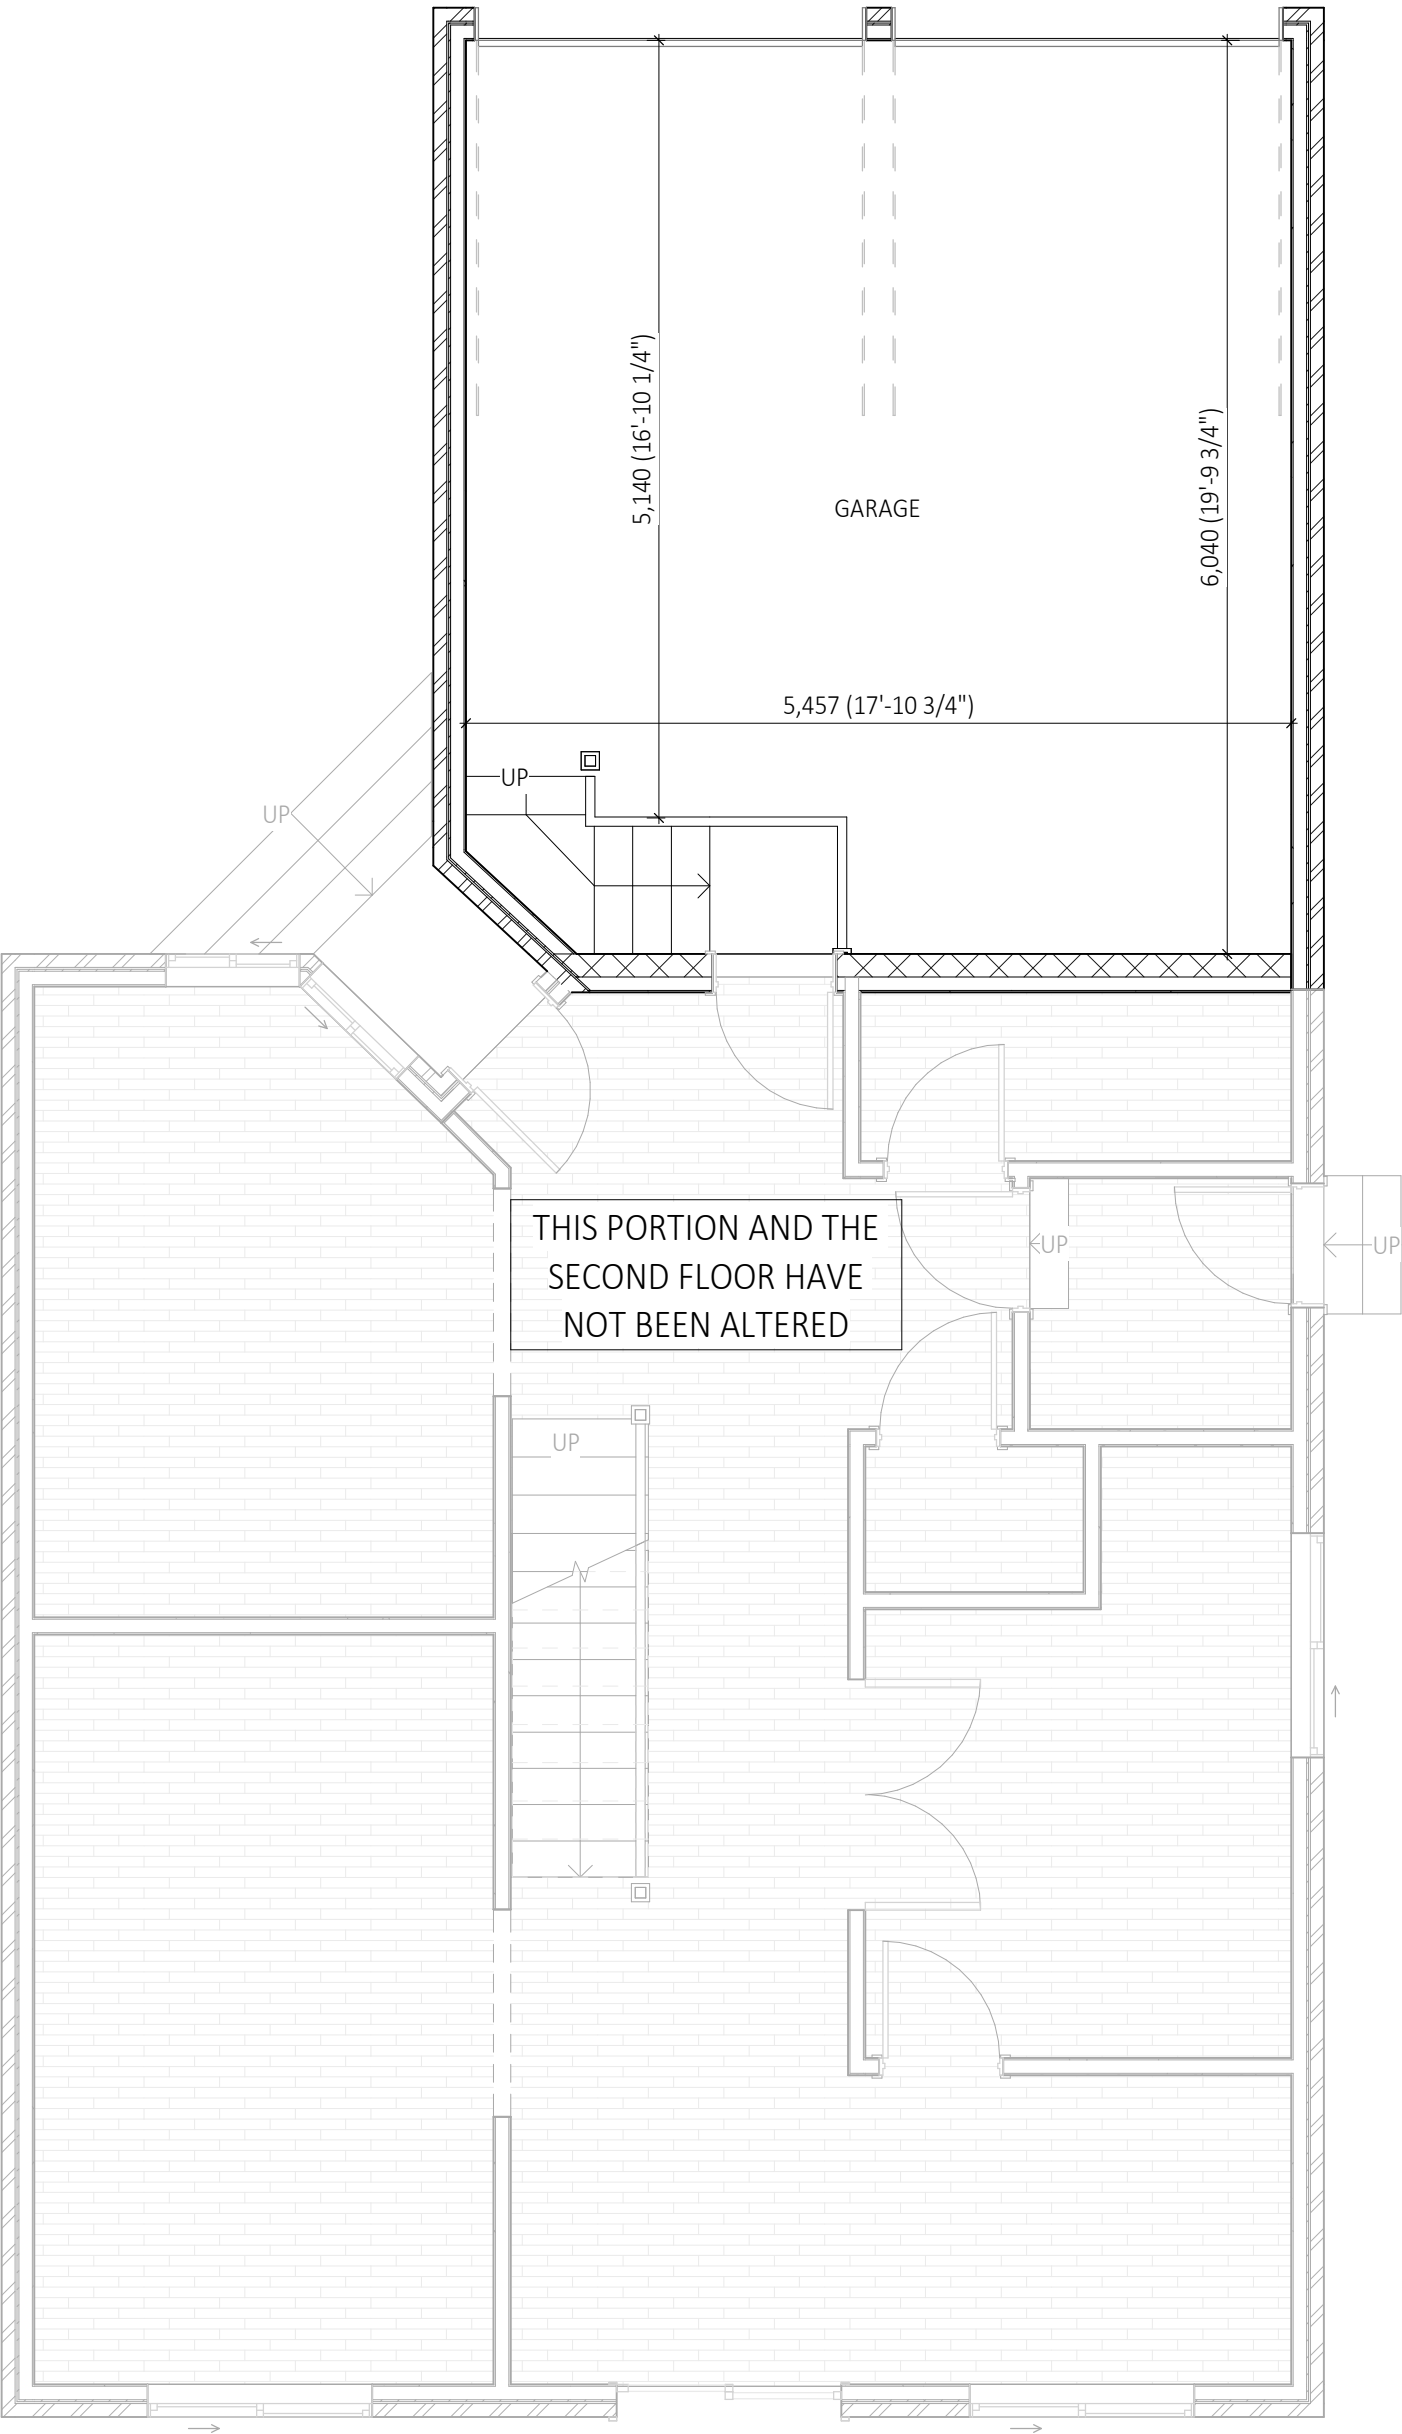 5,140 (16'-10 1/4")
6,040 (19'-9 3/4")
GARAGE
5,457 (17'-10 3/4")
UP
UP
THIS PORTION AND THE
SECOND FLOOR HAVE
NOT BEEN ALTERED
UP
UP
UP